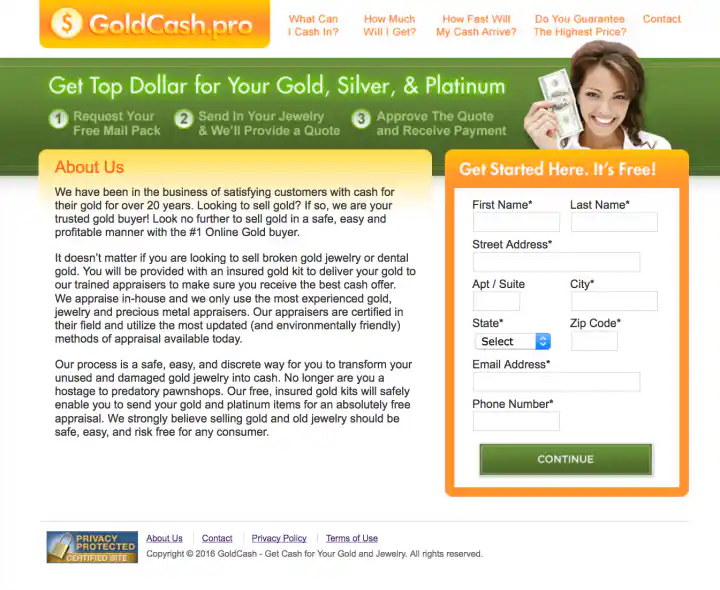 GoldCash.pro
What Can
I Cash In?
How Much
Will I Get?
How Fast Will
My Cash Arrive?
Do You Guarantee
The Highest Price?
Contact
Get Top Dollar for Your Gold, Silver, & Platinum
1 Request Your
Free Mail Pack
2 Send In Your Jewelry
& We'll Provide a Quote
3 Approve The Quote
and Receive Payment
About Us
We have been in the business of satisfying customers with cash for
their gold for over 20 years. Looking to sell gold? If so, we are your
trusted gold buyer! Look no further to sell gold in a safe, easy and
profitable manner with the #1 Online Gold buyer.
It doesn't matter if you are looking to sell broken gold jewelry or dental
gold. You will be provided with an insured gold kit to deliver your gold to
our trained appraisers to make sure you receive the best cash offer.
We appraise in-house and we only use the most experienced gold,
jewelry and precious metal appraisers. Our appraisers are certified in
their field and utilize the most updated (and environmentally friendly)
methods of appraisal available today.
Our process is a safe, easy, and discrete way for you to transform your
unused and damaged gold jewelry into cash. No longer are you a
hostage to predatory pawnshops. Our free, insured gold kits will safely
enable you to send your gold and platinum items for an absolutely free
appraisal. We strongly believe selling gold and old jewelry should be
safe, easy, and risk free for any consumer.
Get Started Here. It's Free!
First Name* Last Name*
Street Address*
Apt / Suite City*
State* Zip Code*
Select
Email Address*
Phone Number*
CONTINUE
PRIVACY
PROTECTED
CERTIFIED SITE
About Us Contact Privacy Policy Terms of Use
Copyright © 2016 GoldCash - Get Cash for Your Gold and Jewelry. All rights reserved.